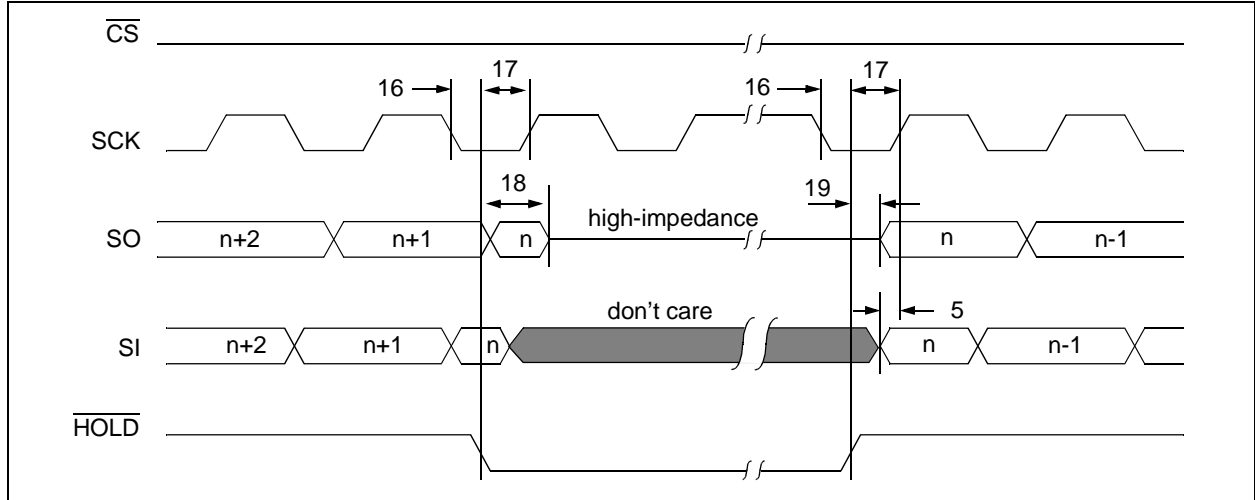 CS
16 17 16 17
SCK
18 19
SO n+2 n+1 n high-impedance n n-1
don't care 5
SI n+2 n+1 n n n-1
HOLD